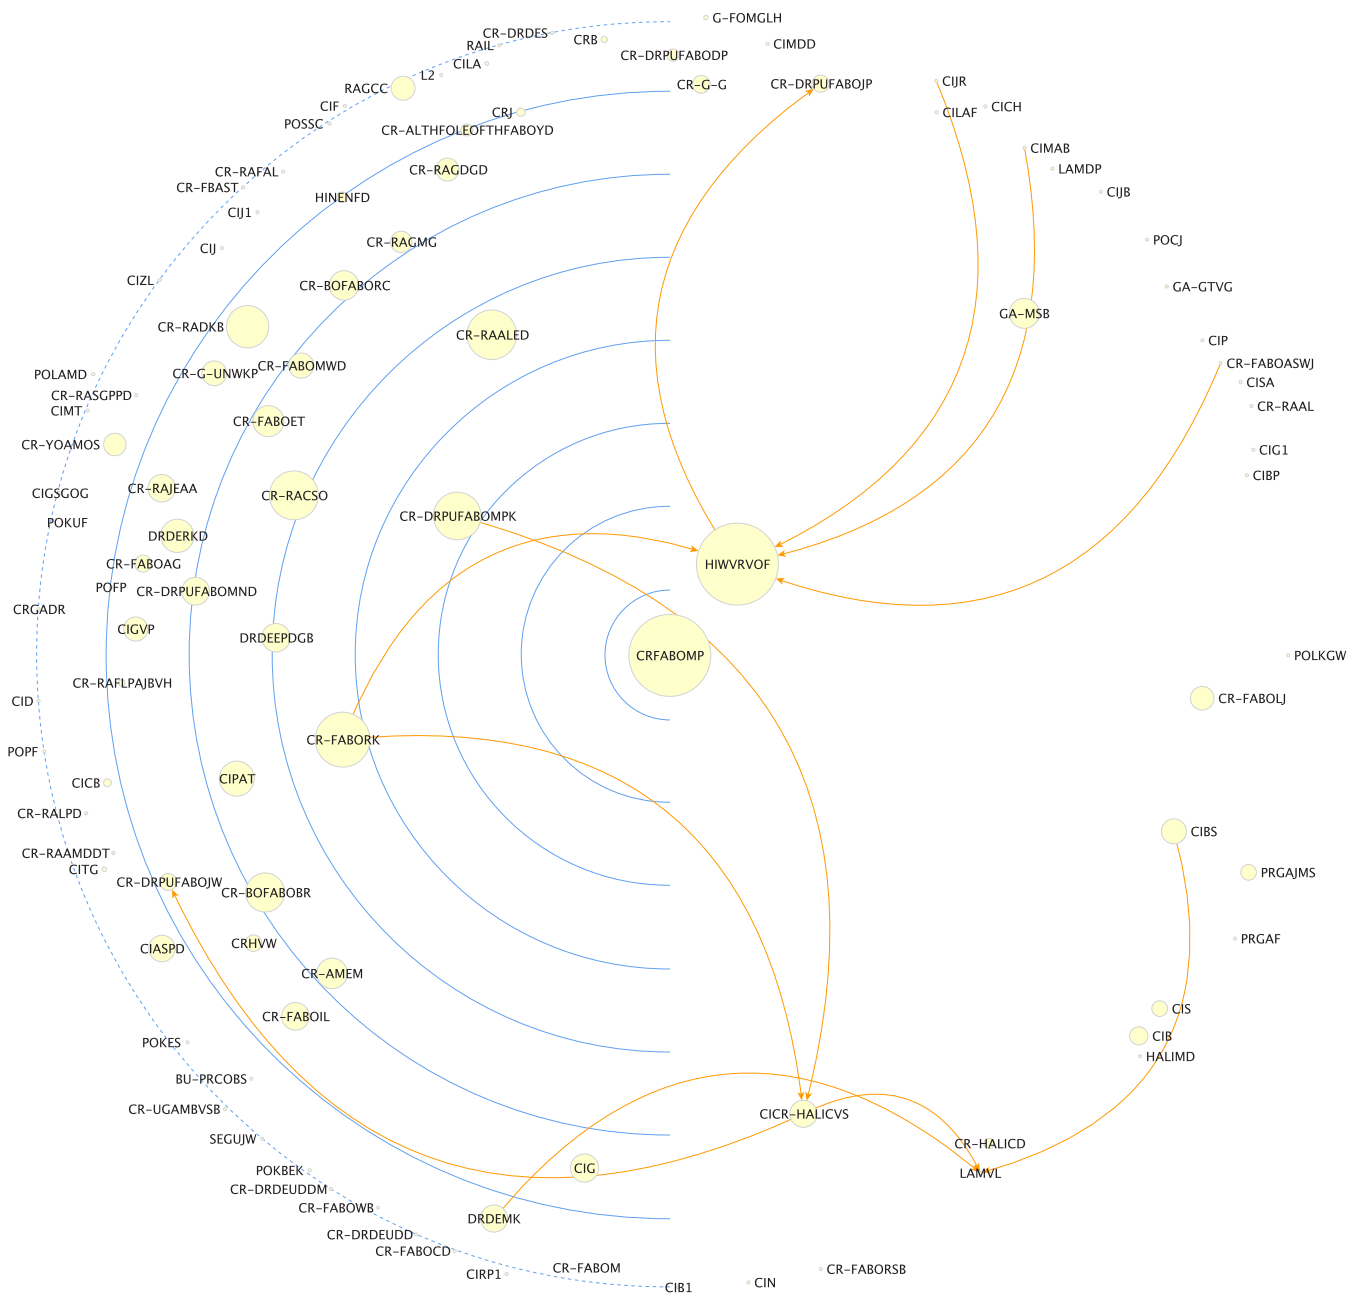 G-FOMGLH
CR-DRDES
CRB
RAIL
CIMDD
CR-DRPUFABODP
CILA
L2
RAGCC
CR-G-G
CR-DRPUFABOJP
CIJR
CIF
CICH
CRJ
CILAF
POSSC
CR-ALTHFOLEOFTHFABOYD
CIMAB
CR-RAFAL
CR-RAGDGD
LAMDP
CR-FBAST
CIJB
HINENFD
CIJ1
CIJ
CR-RAGMG
POCJ
CIZL
CR-BOFABORC
GA-GTVG
GA-MSB
CR-RADKB
CR-RAALED
CIP
CR-FABOMWD
CR-FABOASWJ
POLAMD
CR-G-UNWKP
CISA
CR-RASGPPD
CIMT
CR-RAAL
CR-FABOET
CR-YOAMOS
CIG1
CIBP
CR-RAJEAA
CIGSGOG
CR-RACSO
CR-DRPUFABOMPK
POKUF
DRDERKD
CR-FABOAG
HIWVRVOF
POFP
CR-DRPUFABOMND
CRGADR
CIGVP
DRDEEPDGB
CRFABOMP
POLKGW
CR-RAFLPAJBVH
CID
CR-FABOLJ
CR-FABORK
POPF
CIPAT
CICB
CR-RALPD
CIBS
CR-RAAMDDT
CITG
PRGAJMS
CR-DRPUFABOJW
CR-BOFABOBR
PRGAF
CRHVW
CIASPD
CR-AMEM
CIS
CR-FABOIL
CIB
POKES
HALIMD
BU-PRCOBS
CR-UGAMBVSB
CICR-HALICVS
SEGUJW
CR-HALICD
CIG
POKBEK
LAMVL
CR-DRDEUDDM
CR-FABOWB
DRDEMK
CR-DRDEUDD
CR-FABOCD
CR-FABOM
CR-FABORSB
CIRP1
CIN
CIB1